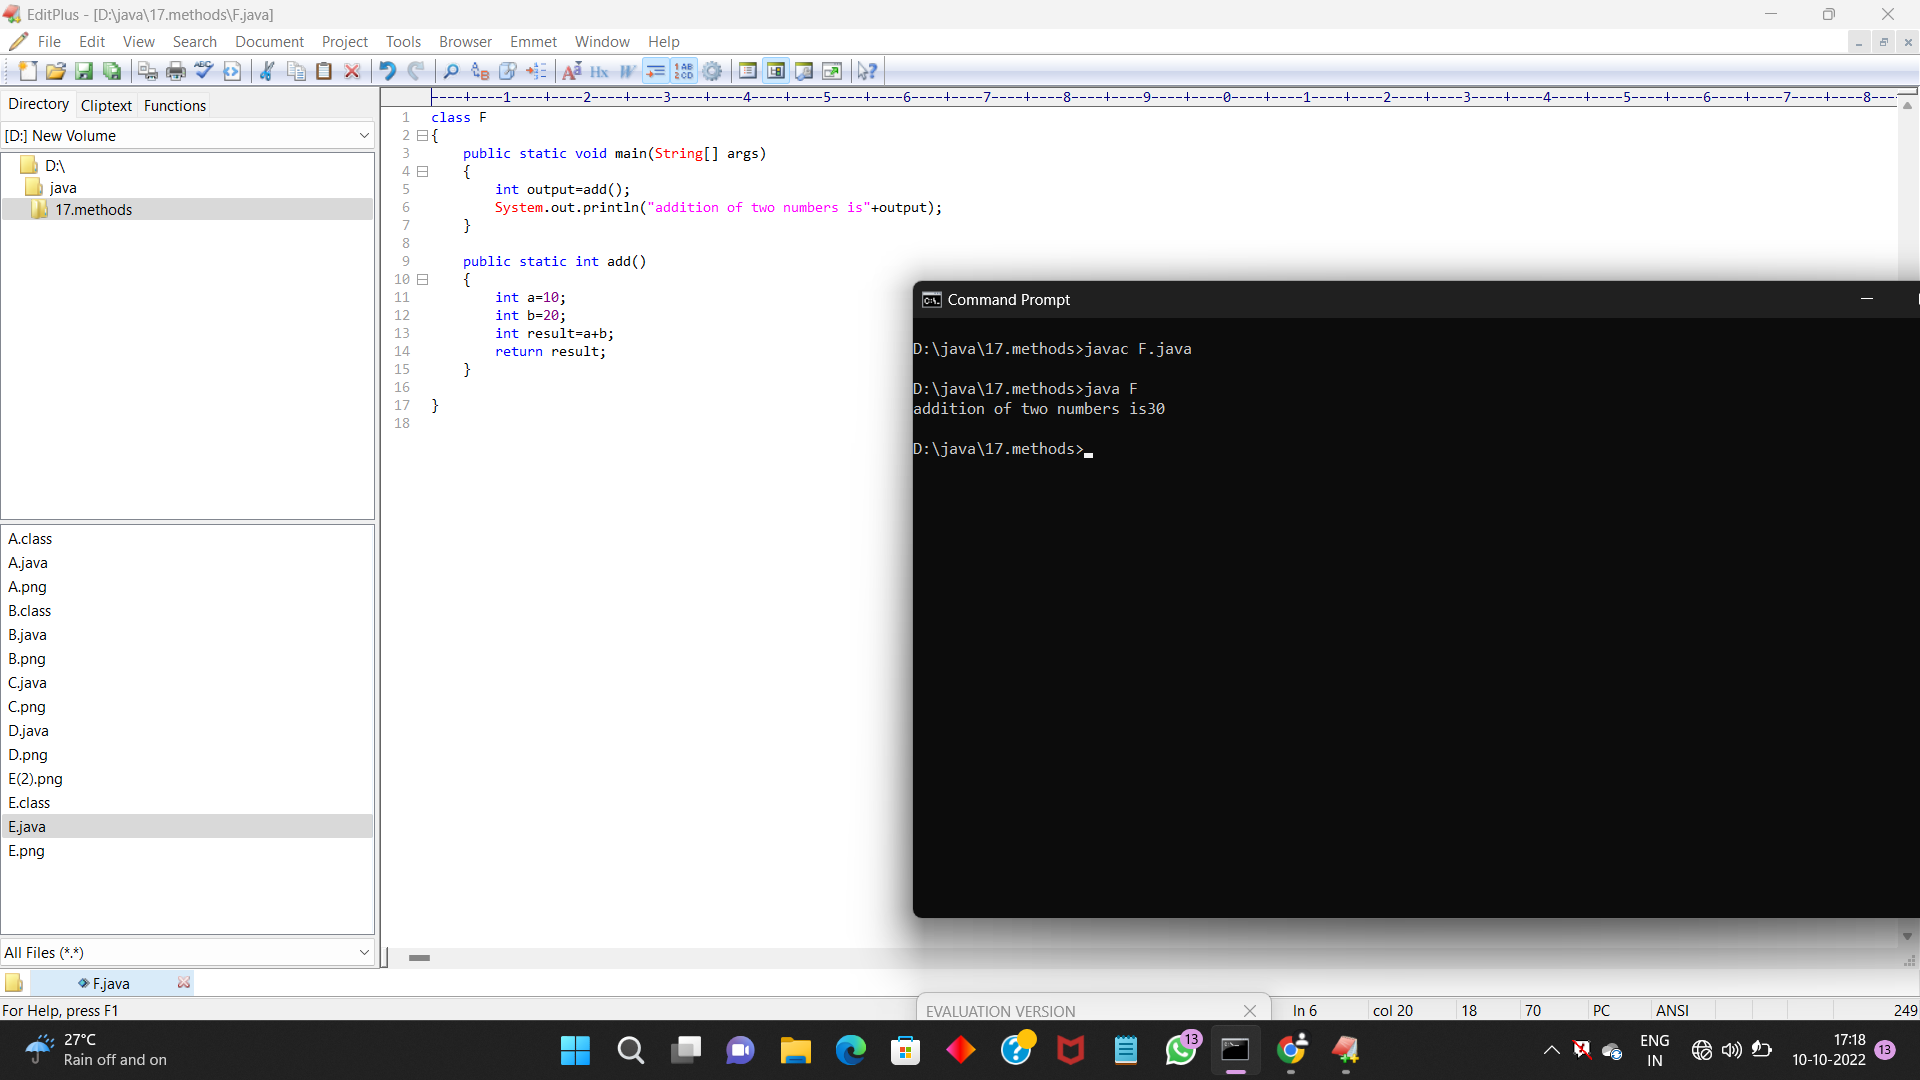 EditPlus - [D:\java\17.methods\F.java]
File Edit View Search Document Project Tools Browser Emmet Window Help
Directory Cliptext Functions
[D:] New Volume
D:\
java
17.methods
A.class
A.java
A.png
B.class
B.java
B.png
C.java
C.png
D.java
D.png
E(2).png
E.class
E.java
E.png
All Files (*.*)
----+----1----+----2----+----3----+----4----+----5----+----6----+----7----+----8----+----9----+----0----+----1----+----2----+----3----+----4----+----5----+----6----+----7----+----8---
1 class F
2 {
3 public static void main(String[] args)
4 {
5 int output=add();
6 System.out.println("addition of two numbers is"+output);
7 }
8
9 public static int add()
10 {
11 int a=10;
12 int b=20;
13 int result=a+b;
14 return result;
15 }
16
17 }
18
Command Prompt
D:\java\17.methods>javac F.java
D:\java\17.methods>java F
addition of two numbers is30
D:\java\17.methods>
F.java
For Help, press F1
EVALUATION VERSION
ln 6 col 20 18 70 PC ANSI 249
27°C
Rain off and on
13
ENG
IN
17:18
10-10-2022
13